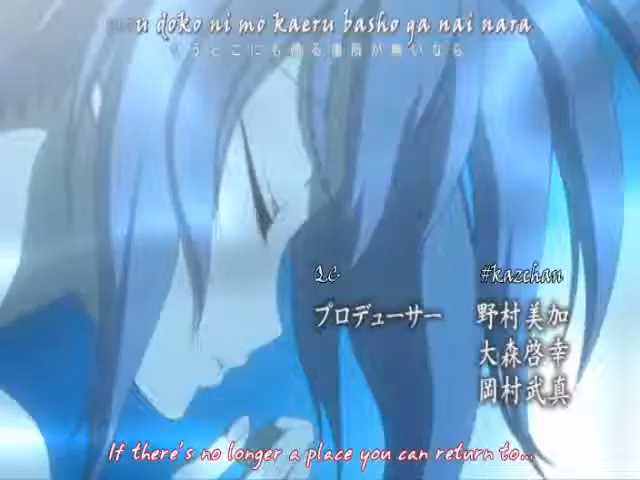 u doko ni mo kaeru basho ga nai nara
うどこにも帰る場所が無いなら
QC
#kazehan
プロデューサー
野村美加
大森啓幸
岡村武真
If there's no longer a place you can return to...